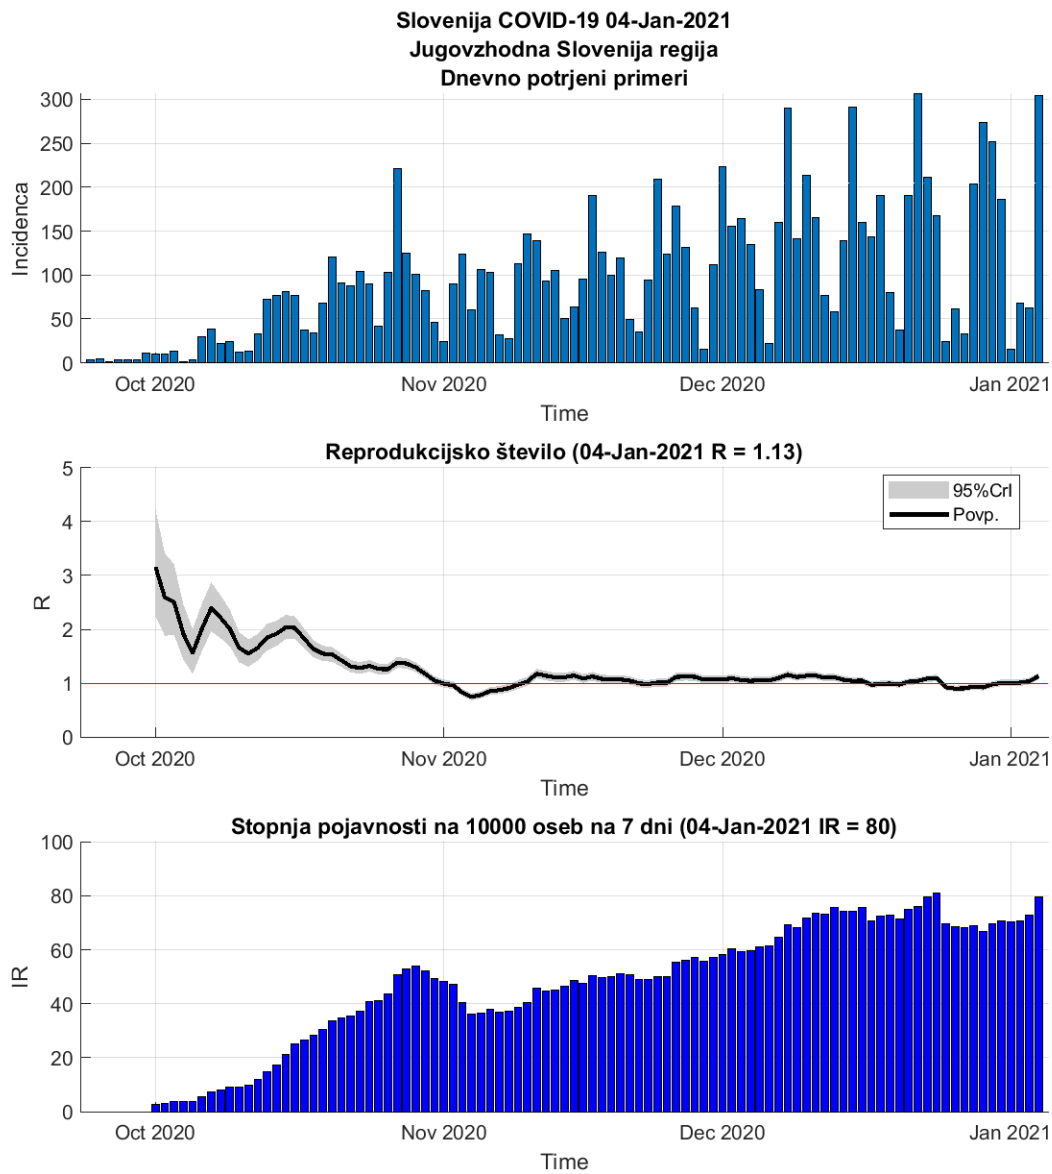 Slovenija COVID-19 04-Jan-2021
Jugovzhodna Slovenija regija
Dnevno potrjeni primeri
300
250
200
150
100
50
0
Incidenca
Oct 2020
Nov 2020
Dec 2020
Jan 2021
Time
Reprodukcijsko število (04-Jan-2021 R = 1.13)
5
4
3
2
1
0
R
95%CrI
Povp.
Oct 2020
Nov 2020
Dec 2020
Jan 2021
Time
Stopnja pojavnosti na 10000 oseb na 7 dni (04-Jan-2021 IR = 80)
100
80
60
40
20
0
IR
Oct 2020
Nov 2020
Dec 2020
Jan 2021
Time